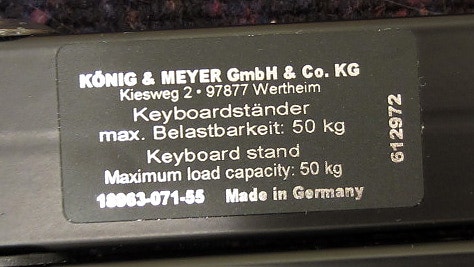 KÖNIG & MEYER GmbH & Co. KG
Kiesweg 2 • 97877 Wertheim
Keyboardständer
max. Belastbarkeit: 50 kg
Keyboard stand
Maximum load capacity: 50 kg
18963-071-55 Made in Germany
612972